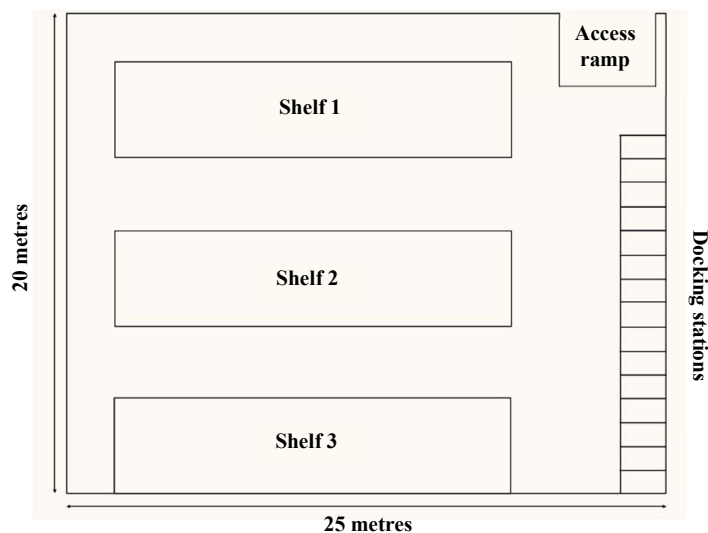 Access
ramp
Shelf 1
20 metres
Shelf 2
Docking stations
Shelf 3
25 metres